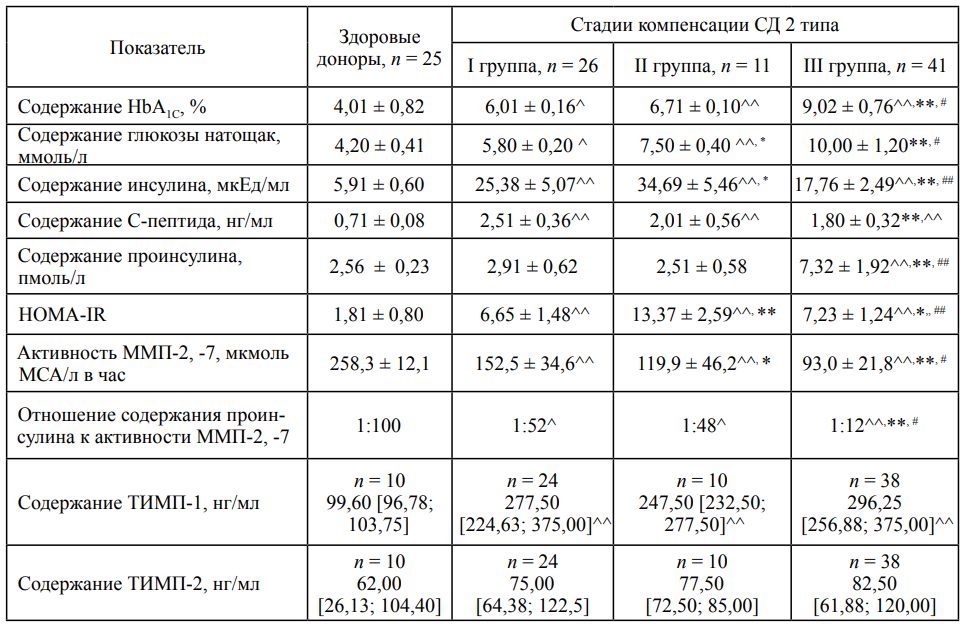 Показатель
Здоровые
доноры, n = 25
Стадии компенсации СД 2 типа
I группа, n = 26
II группа, n = 11
III группа, n = 41
Содержание HbA1C, %
4,01 ± 0,82
6,01 ± 0,16^
6,71 ± 0,10^^
9,02 ± 0,76^^,**, #
Содержание глюкозы натощак,
ммоль/л
4,20 ± 0,41
5,80 ± 0,20 ^
7,50 ± 0,40 ^^, *
10,00 ± 1,20**, #
Содержание инсулина, мкЕд/мл
5,91 ± 0,60
25,38 ± 5,07^^
34,69 ± 5,46^^, *
17,76 ± 2,49^^,**, ##
Содержание С-пептида, нг/мл
0,71 ± 0,08
2,51 ± 0,36^^
2,01 ± 0,56^^
1,80 ± 0,32**,^^
Содержание проинсулина,
пмоль/л
2,56 ± 0,23
2,91 ± 0,62
2,51 ± 0,58
7,32 ± 1,92^^,**, ##
HOMA-IR
1,81 ± 0,80
6,65 ± 1,48^^
13,37 ± 2,59^^, **
7,23 ± 1,24^^,*,, ##
Активность ММП-2, -7, мкмоль
МСА/л в час
258,3 ± 12,1
152,5 ± 34,6^^
119,9 ± 46,2^^, *
93,0 ± 21,8^^,**, #
Отношение содержания проин-
сулина к активности ММП-2, -7
1:100
1:52^
1:48^
1:12^^,**, #
Содержание ТИМП-1, нг/мл
n = 10
99,60 [96,78;
103,75]
n = 24
277,50
[224,63; 375,00]^^
n = 10
247,50 [232,50;
277,50]^^
n = 38
296,25
[256,88; 375,00]^^
Содержание ТИМП-2, нг/мл
n = 10
62,00
[26,13; 104,40]
n = 24
75,00
[64,38; 122,5]
n = 10
77,50
[72,50; 85,00]
n = 38
82,50
[61,88; 120,00]